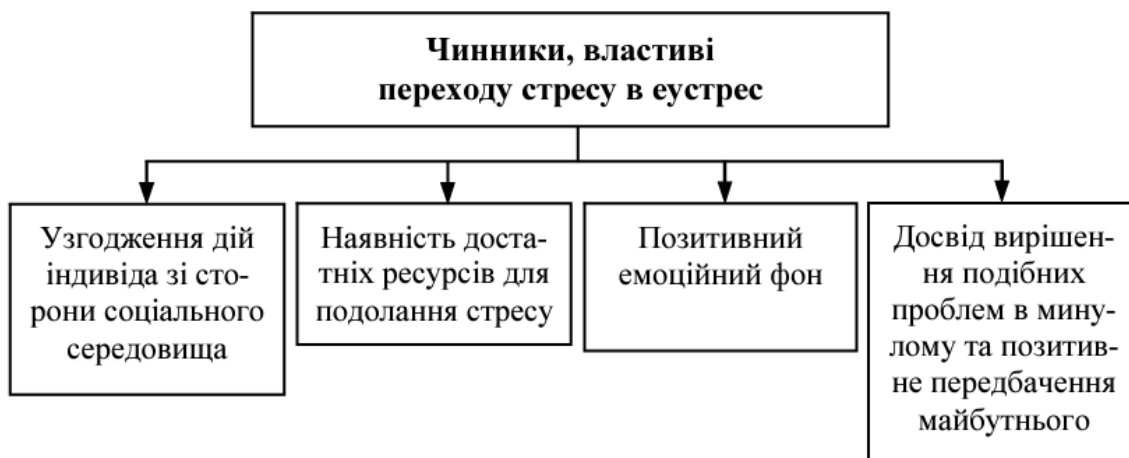 Чинники, властиві
переходу стресу в еустрес
Узгодження дій
індивіда зі сто-
рони соціального
середовища
Наявність доста-
тніх ресурсів для
подолання стресу
Позитивний
емоційний фон
Досвід вирішен-
ня подібних
проблем в мину-
лому та позитив-
не передбачення
майбутнього